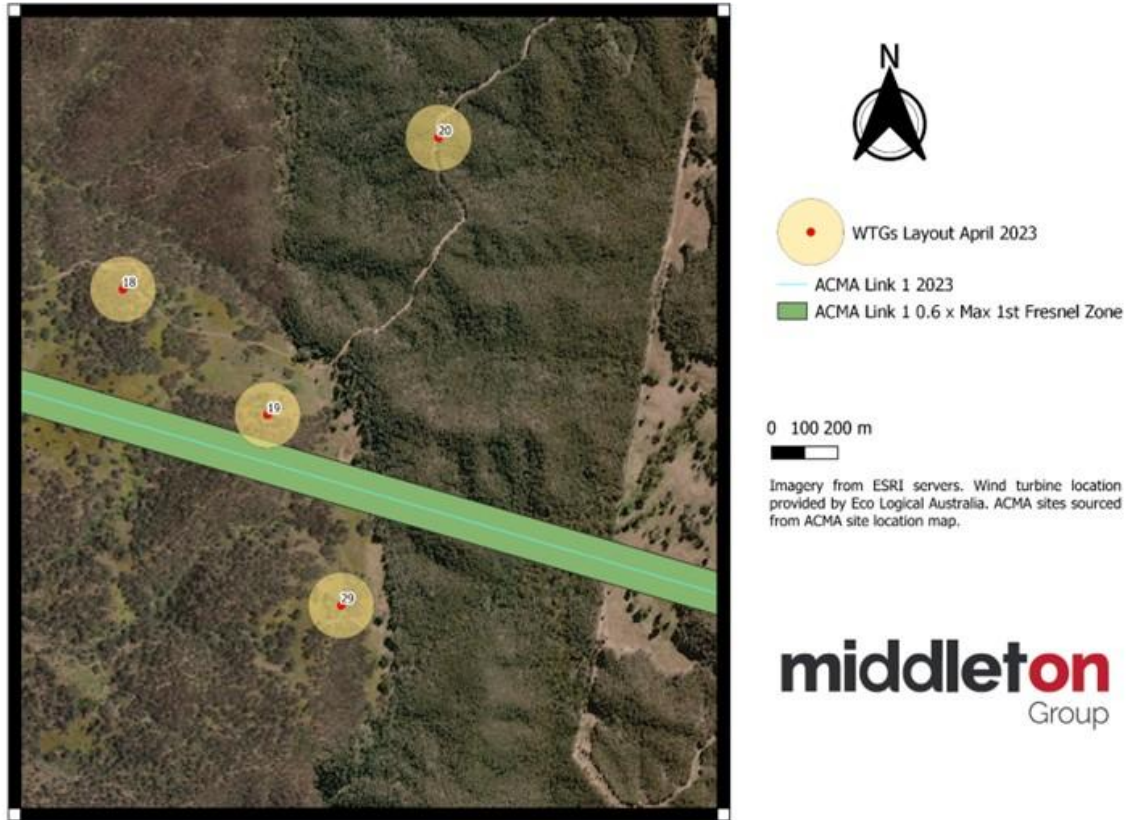 N
20
18
19
29
WTGs Layout April 2023
ACMA Link 1 2023
ACMA Link 1 0.6 x Max 1st Fresnel Zone
0 100 200 m
Imagery from ESRI servers. Wind turbine location
provided by Eco Logical Australia. ACMA sites sourced
from ACMA site location map.
middleton
Group